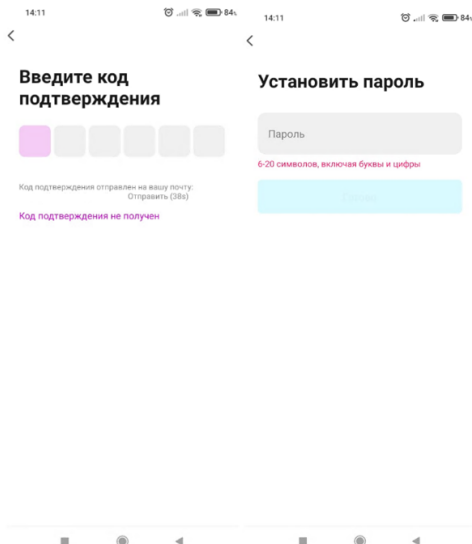 14:11
84
Введите код
подтверждения
Код подтверждения отправлен на вашу почту:
Отправить (38s)
Код подтверждения не получен
14:11
84
Установить пароль
Пароль
6-20 символов, включая буквы и цифры